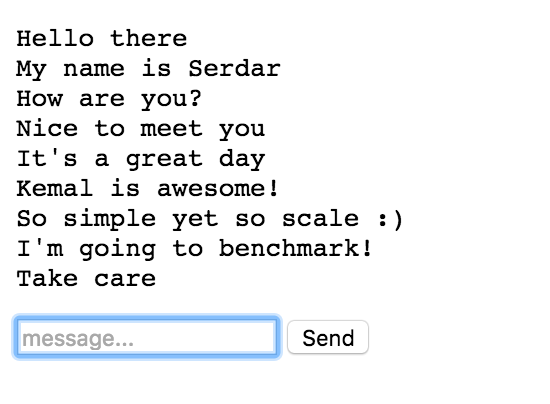 Hello there
My name is Serdar
How are you?
Nice to meet you
It's a great day
Kemal is awesome!
So simple yet so scale :)
I'm going to benchmark!
Take care
message... Send